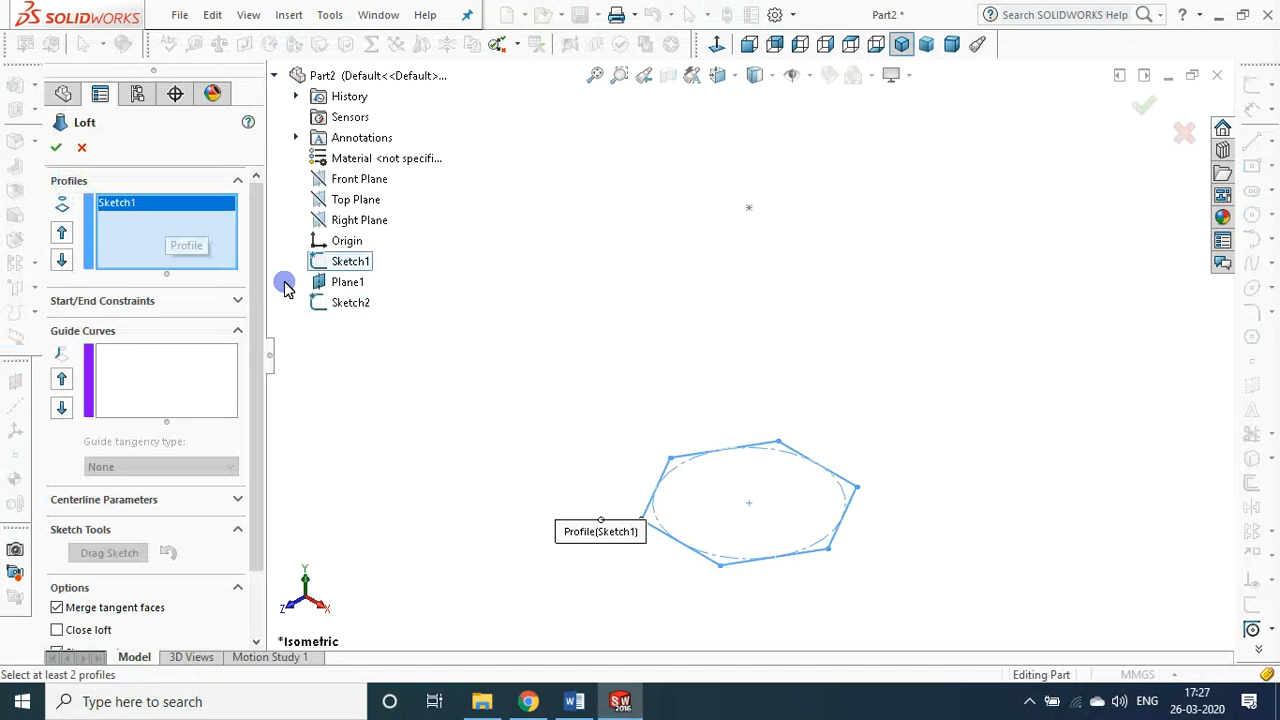 SOLIDWORKS File Edit View Insert Tools Window Help Part2 * Search SOLIDWORKS Help ?
Part2 (Default<<Default>...
History
Loft
Sensors
Annotations
Material <not specifi...
Profiles
Front Plane
Sketch1
Top Plane
Right Plane
Profile
Origin
Sketch1
Plane1
Start/End Constraints
Sketch2
Guide Curves
Guide tangency type:
None
Centerline Parameters
Sketch Tools
Profile(Sketch1)
Drag Sketch
Options
Y
Merge tangent faces
Z X
Close loft
*Isometric
Model 3D Views Motion Study 1
Select at least 2 profiles Editing Part MMGS
Type here to search SW 2016 ENG 17:27
26-03-2020